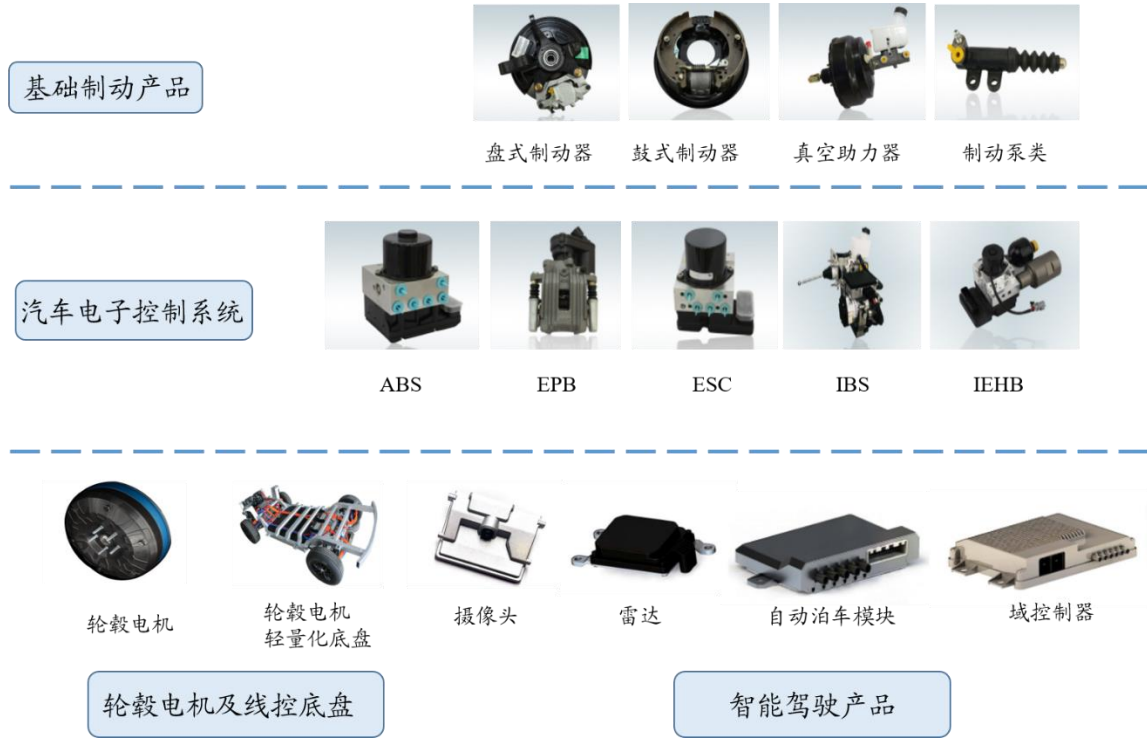 基础制动产品
盘式制动器
鼓式制动器
真空助力器
制动泵类
汽车电子控制系统
ABS
EPB
ESC
IBS
IEHB
轮毂电机
轮毂电机
轻量化底盘
摄像头
雷达
自动泊车模块
域控制器
轮毂电机及线控底盘
智能驾驶产品